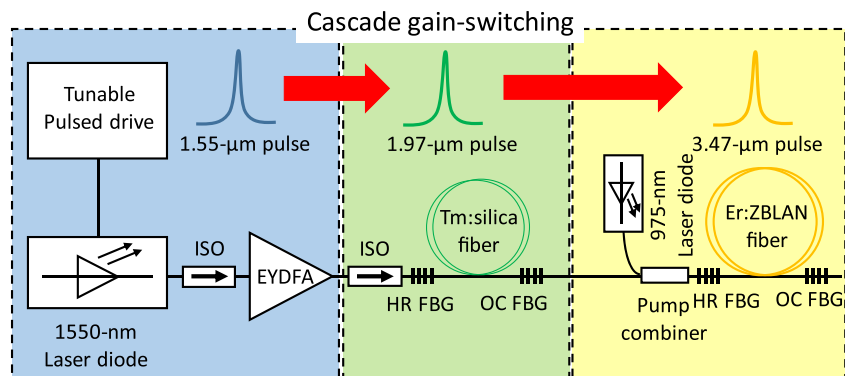 Cascade gain-switching
Tunable
Pulsed drive
1.55-μm pulse
ISO
EYDFA
1550-nm
Laser diode
1.97-μm pulse
Tm:silica
fiber
ISO
HR FBG
OC FBG
3.47-μm pulse
975-nm
Laser diode
Er:ZBLAN
fiber
Pump
combiner
HR FBG
OC FBG